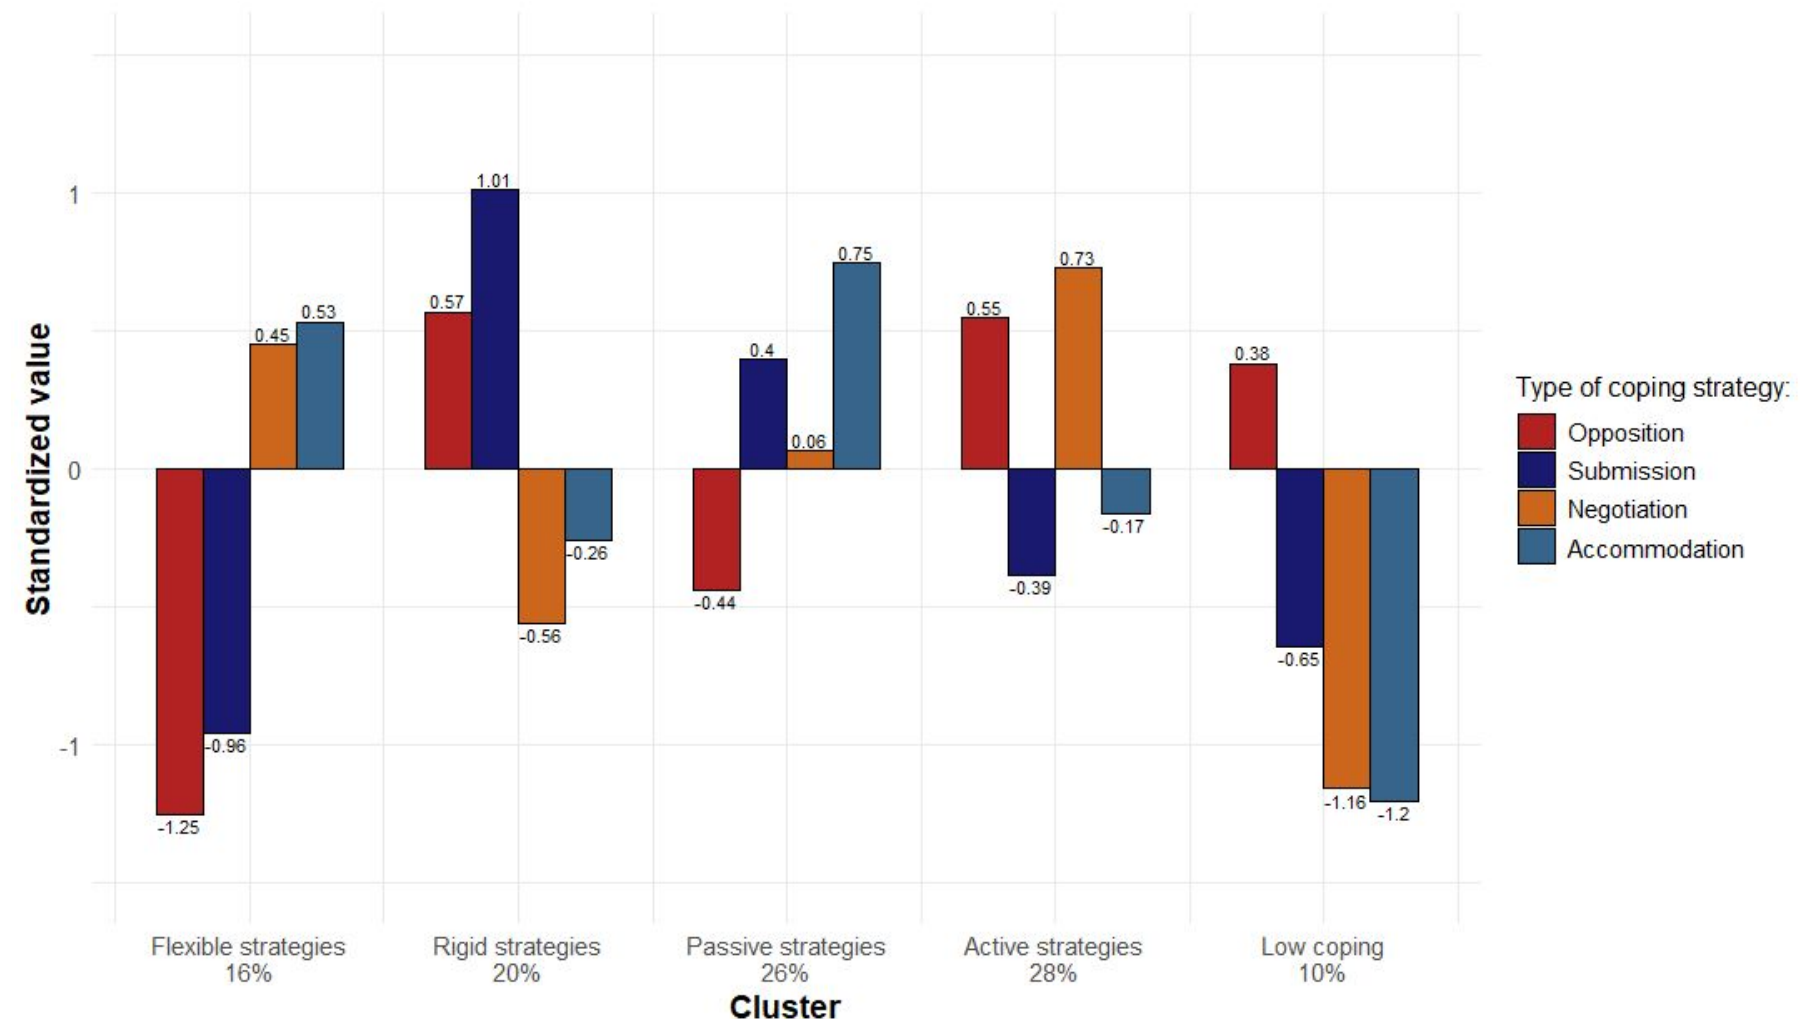 Standardized value
1
0
-1
-1.25
-0.96
0.45
0.53
0.57
1.01
-0.56
-0.26
-0.44
0.4
0.06
0.75
0.55
-0.39
0.73
-0.17
0.38
-0.65
-1.16
-1.2
Flexible strategies
16%
Rigid strategies
20%
Passive strategies
26%
Active strategies
28%
Low coping
10%
Cluster
Type of coping strategy:
Opposition
Submission
Negotiation
Accommodation